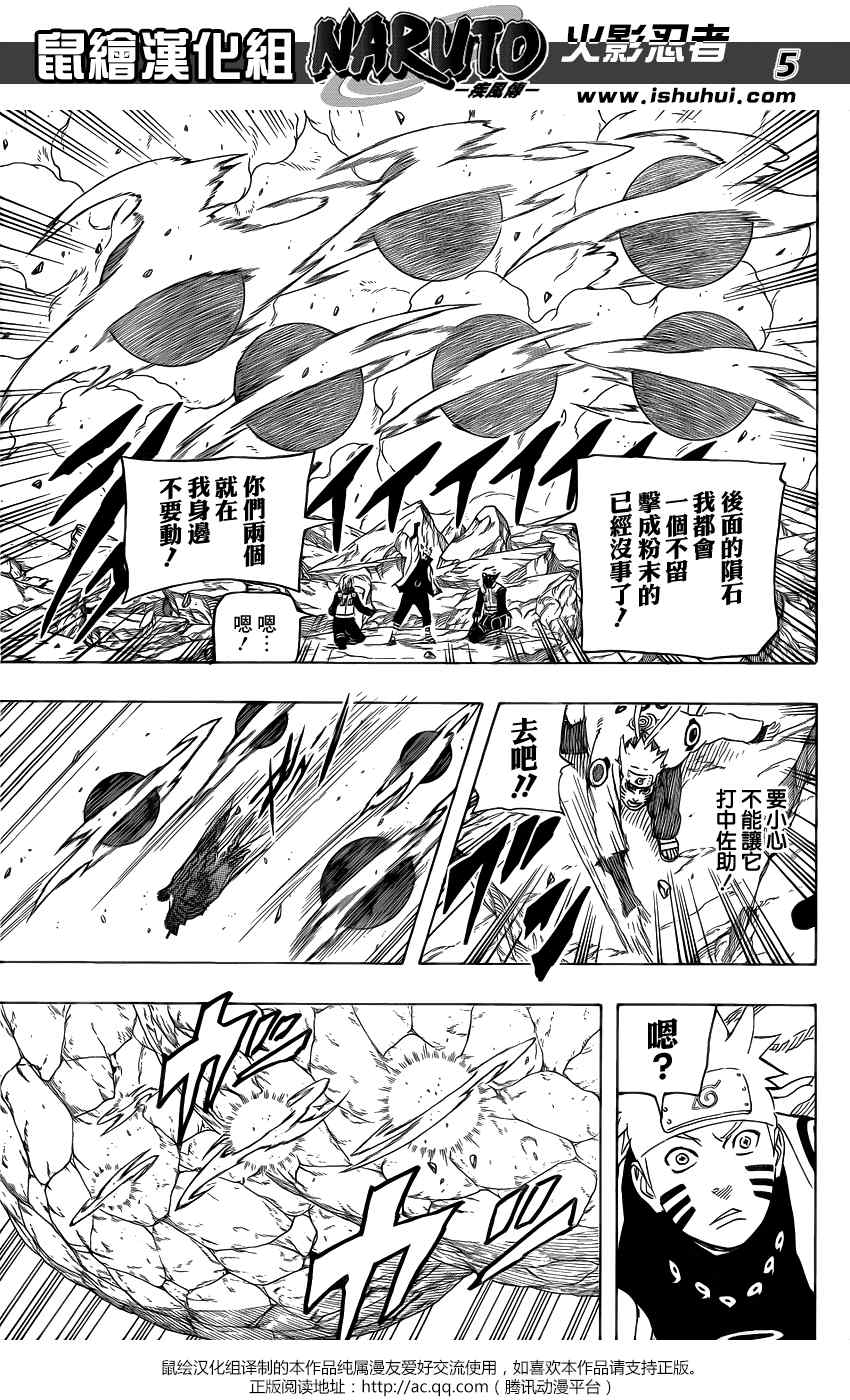 鼠繪漢化組
NARUTO
─疾風傳─
火影忍者
5
www.ishuhui.com
後面的隕石
我都會
一個不留
擊成粉末的
已經沒事了！
你們兩個
就在
我身邊
不要動！
嗯…
嗯！
要小心
不能讓它
打中佐助！
去吧!!
嗯？
ガッ
ガッ
鼠绘汉化组译制的本作品纯属漫友爱好交流使用，如喜欢本作品请支持正版。
正版阅读地址：http://ac.qq.com（腾讯动漫平台）